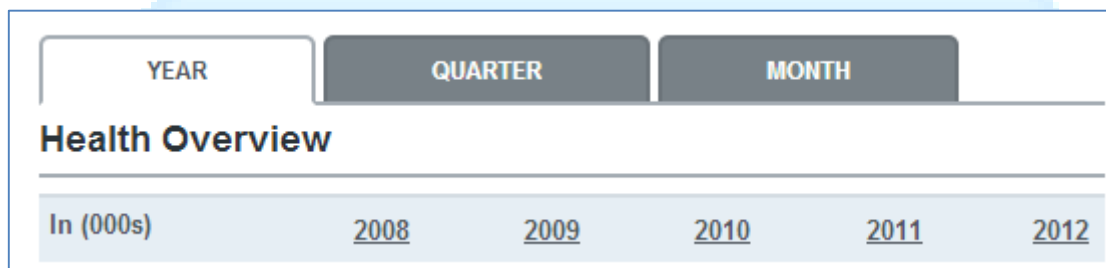 YEAR QUARTER MONTH
Health Overview
In (000s) 2008 2009 2010 2011 2012